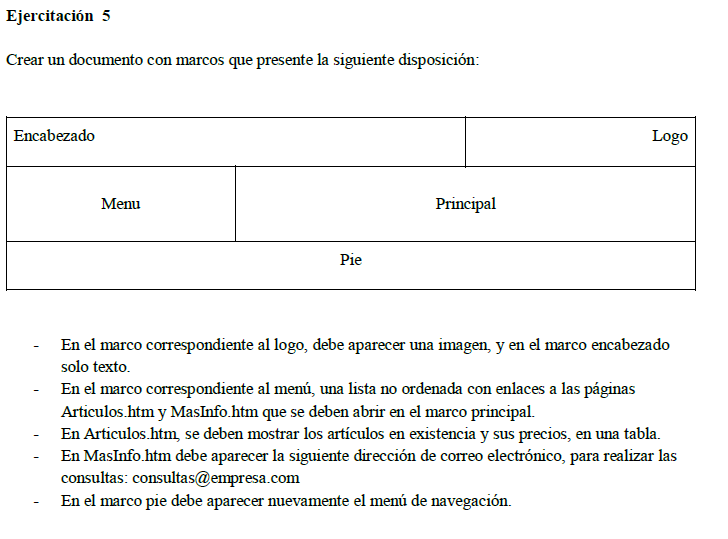 Ejercitación 5
Crear un documento con marcos que presente la siguiente disposición:
Encabezado
Logo
Menu
Principal
Pie
- En el marco correspondiente al logo, debe aparecer una imagen, y en el marco encabezado
solo texto.
- En el marco correspondiente al menú, una lista no ordenada con enlaces a las páginas
Articulos.htm y MasInfo.htm que se deben abrir en el marco principal.
- En Articulos.htm, se deben mostrar los artículos en existencia y sus precios, en una tabla.
- En MasInfo.htm debe aparecer la siguiente dirección de correo electrónico, para realizar las
consultas: consultas@empresa.com
- En el marco pie debe aparecer nuevamente el menú de navegación.